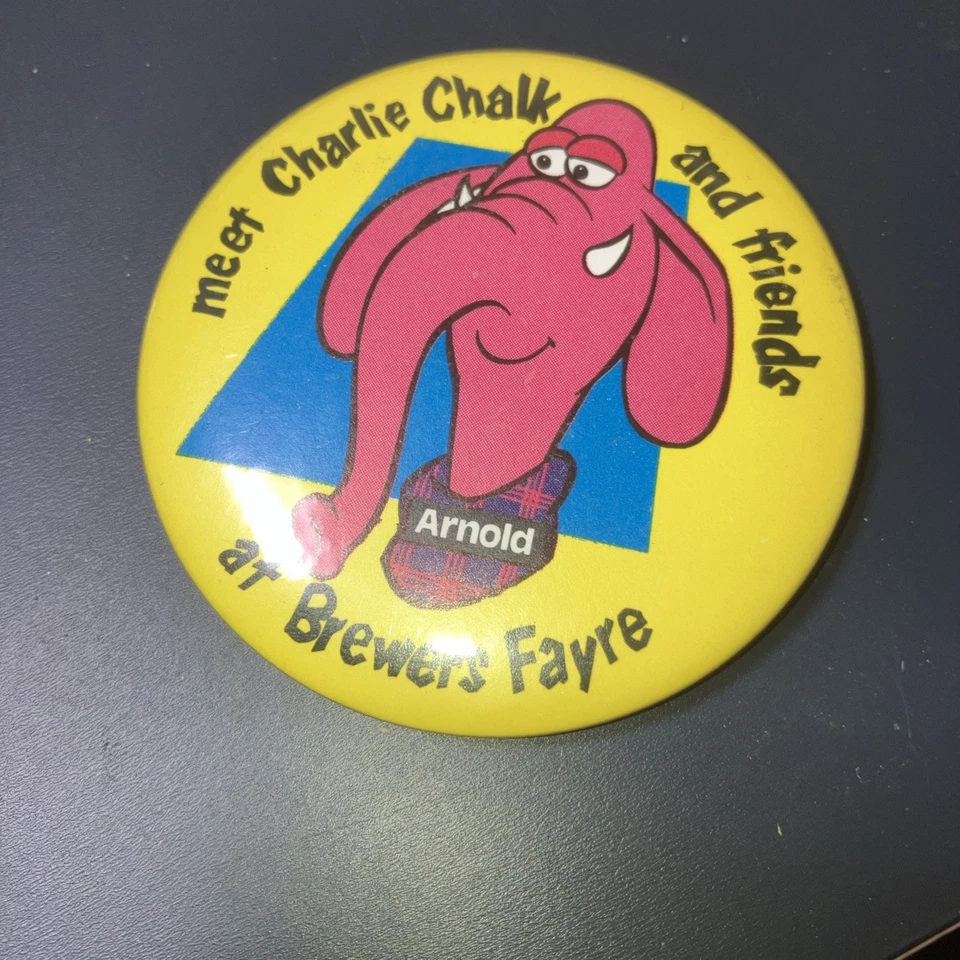 meet Charlie Chalk and friends
Arnold
at Brewers Fayre